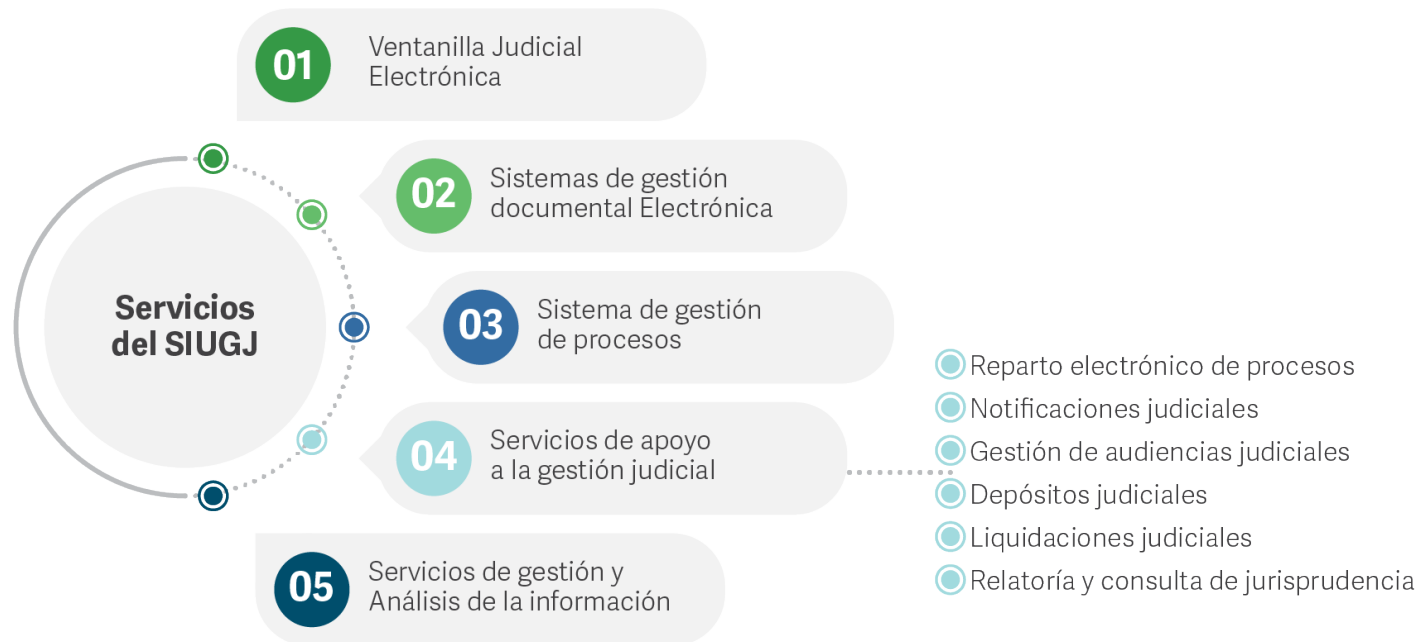 Servicios
del SIUGJ
01
Ventanilla Judicial
Electrónica
02
Sistemas de gestión
documental Electrónica
03
Sistema de gestión
de procesos
04
Servicios de apoyo
a la gestión judicial
Reparto electrónico de procesos
Notificaciones judiciales
Gestión de audiencias judiciales
Depósitos judiciales
Liquidaciones judiciales
Relatoría y consulta de jurisprudencia
05
Servicios de gestión y
Análisis de la información